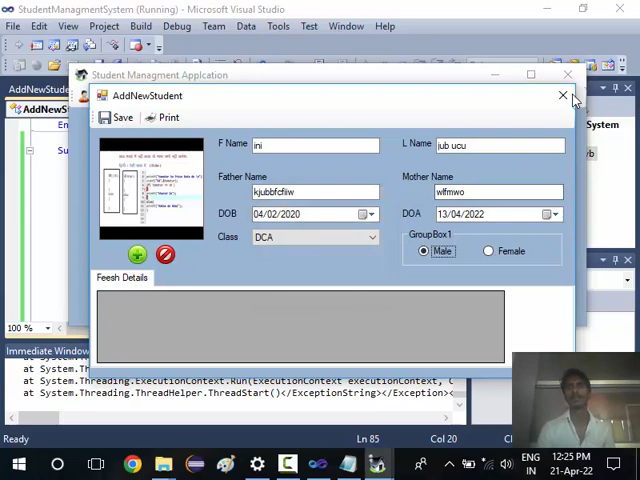 StudentManagmentSystem (Running) - Microsoft Visual Studio
File Edit View Project Build Debug Team Data Tools Test Window Help
Student Managment Applcation
AddNewS
AddNewStudent
Save Print
F Name ini L Name jub ucu
Father Name Mother Name
kjubbfcfiiw wlfmwo
DOB 04/02/2020 DOA 13/04/2022
Class DCA GroupBox1
Male Female
Feesh Details
100 %
Immediate Window
at System.Threading.ExecutionContext.Run(ExecutionContext executionContext, C
at System.Threading.ThreadHelper.ThreadStart()</ExceptionString></Exception>
Ready Ln 85 Col 20
ENG 12:25 PM
IN 21-Apr-22